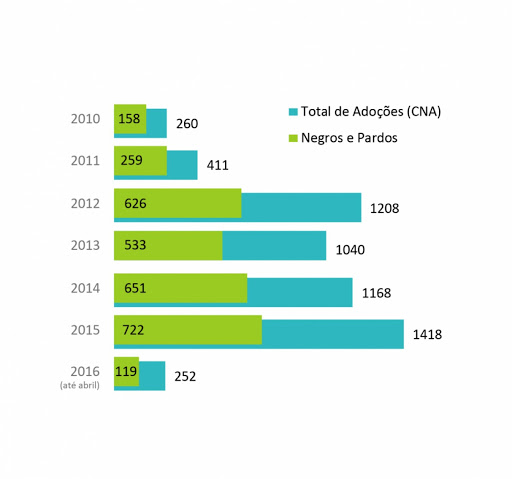 Total de Adoções (CNA)
Negros e Pardos
2010 158 260
2011 259 411
2012 626 1208
2013 533 1040
2014 651 1168
2015 722 1418
2016 119 252
(até abril)